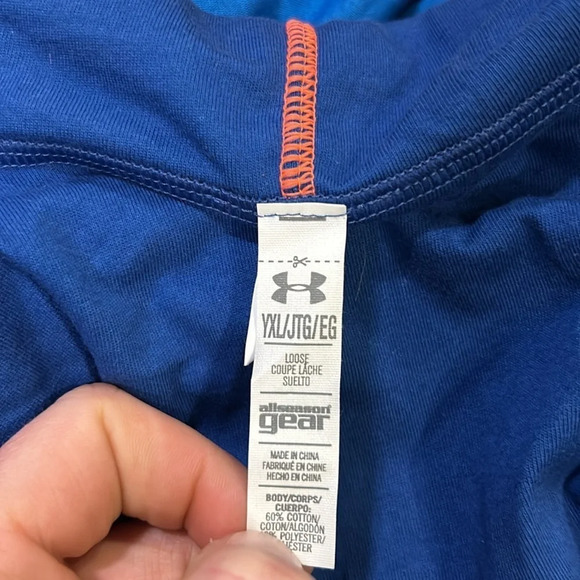 YXL/JTG/EG
LOOSE
COUPE LÂCHE
SUELTO
allseason
gear
MADE IN CHINA
FABRIQUÉ EN CHINE
HECHO EN CHINA
BODY/CORPS/
CUERPO:
60% COTTON/
COTON/ALGODÓN
POLYESTER/